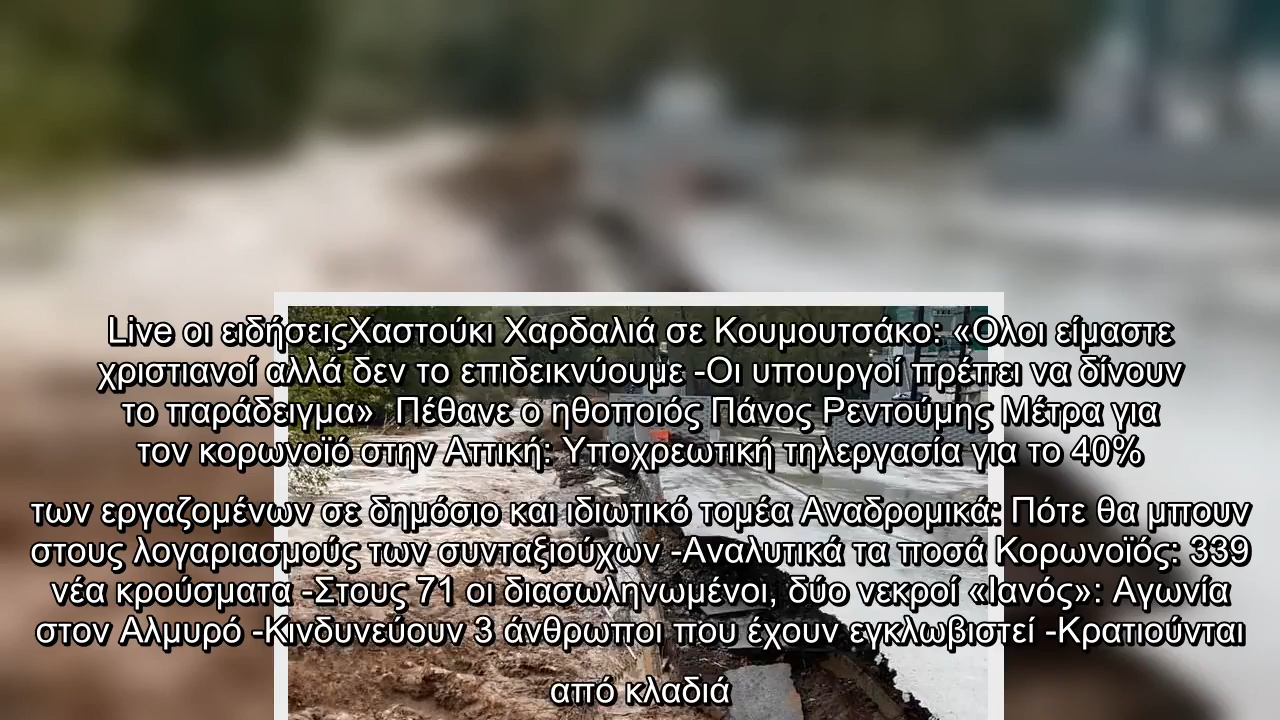 Live οι ειδήσειςΧαστούκι Χαρδαλιά σε Κουμουτσάκο: «Ολοι είμαστε
χριστιανοί αλλά δεν το επιδεικνύουμε -Οι υπουργοί πρέπει να δίνουν
το παράδειγμα» Πέθανε ο ηθοποιός Πάνος Ρεντούμης Μέτρα για
τον κορωνοϊό στην Αττική: Υποχρεωτική τηλεργασία για το 40%
των εργαζομένων σε δημόσιο και ιδιωτικό τομέα Αναδρομικά: Πότε θα μπουν
στους λογαριασμούς των συνταξιούχων -Αναλυτικά τα ποσά Κορωνοϊός: 339
νέα κρούσματα -Στους 71 οι διασωληνωμένοι, δύο νεκροί «Ιανός»: Αγωνία
στον Αλμυρό -Κινδυνεύουν 3 άνθρωποι που έχουν εγκλωβιστεί -Κρατιούνται
από κλαδιά